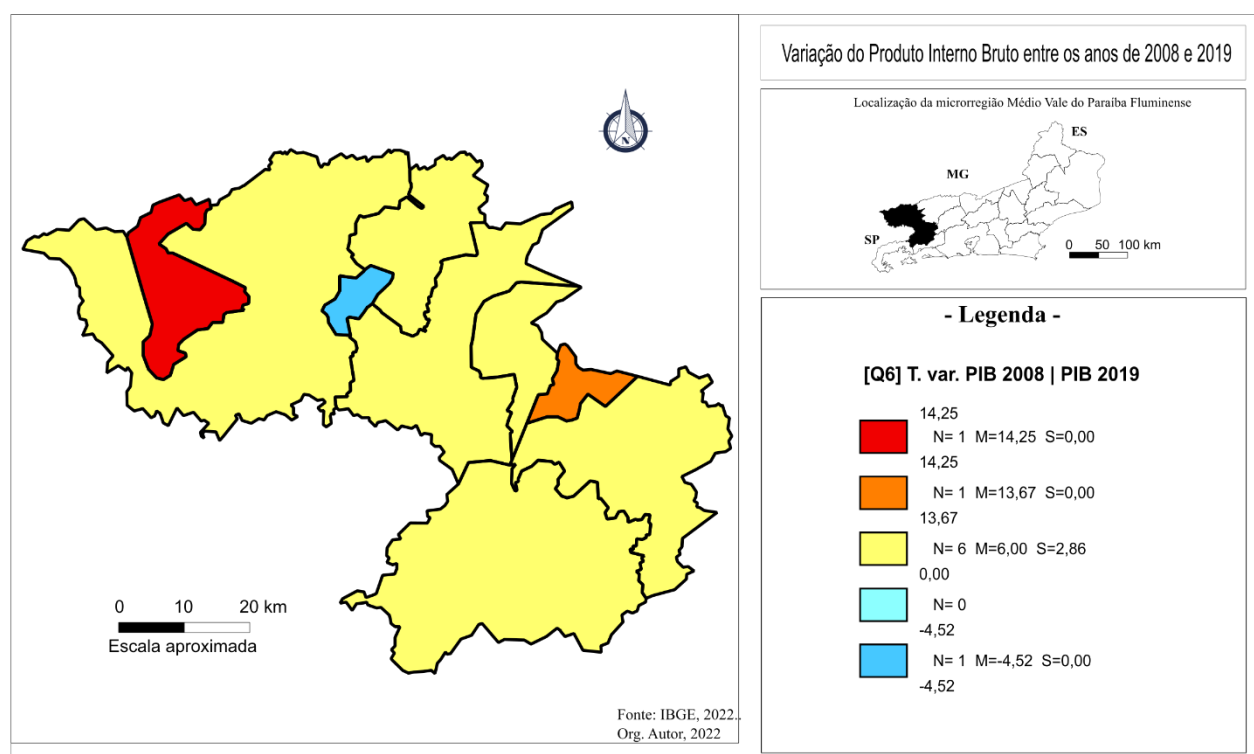 Variação do Produto Interno Bruto entre os anos de 2008 e 2019
Localização da microrregião Médio Vale do Paraíba Fluminense
ES
MG
SP
0 50 100 km
N
- Legenda -
[Q6] T. var. PIB 2008 | PIB 2019
14,25
N= 1 M=14,25 S=0,00
14,25
N= 1 M=13,67 S=0,00
13,67
N= 6 M=6,00 S=2,86
0,00
N= 0
-4,52
N= 1 M=-4,52 S=0,00
-4,52
0 10 20 km
Escala aproximada
Fonte: IBGE, 2022..
Org. Autor, 2022